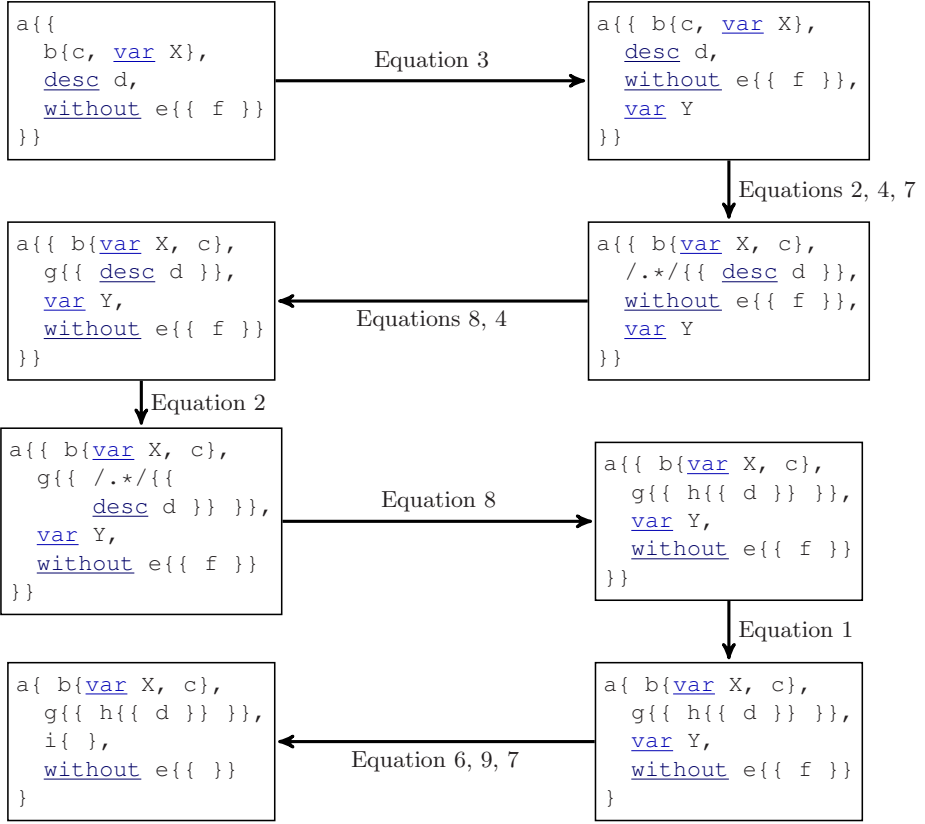 a{{
b{c, var X},
desc d,
without e{{ f }}
}}
Equation 3
a{{ b{c, var X},
desc d,
without e{{ f }},
var Y
}}
Equations 2, 4, 7
a{{ b{var X, c},
/.*/{{ desc d }},
without e{{ f }},
var Y
}}
Equations 8, 4
a{{ b{var X, c},
g{{ desc d }},
var Y,
without e{{ f }}
}}
Equation 2
a{{ b{var X, c},
g{{ /.*/{{
desc d }} }},
var Y,
without e{{ f }}
}}
Equation 8
a{{ b{var X, c},
g{{ h{{ d }} }},
var Y,
without e{{ f }}
}}
Equation 1
a{ b{var X, c},
g{{ h{{ d }} }},
var Y,
without e{{ f }}
}
Equation 6, 9, 7
a{ b{var X, c},
g{{ h{{ d }} }},
i{ },
without e{{ }}
}